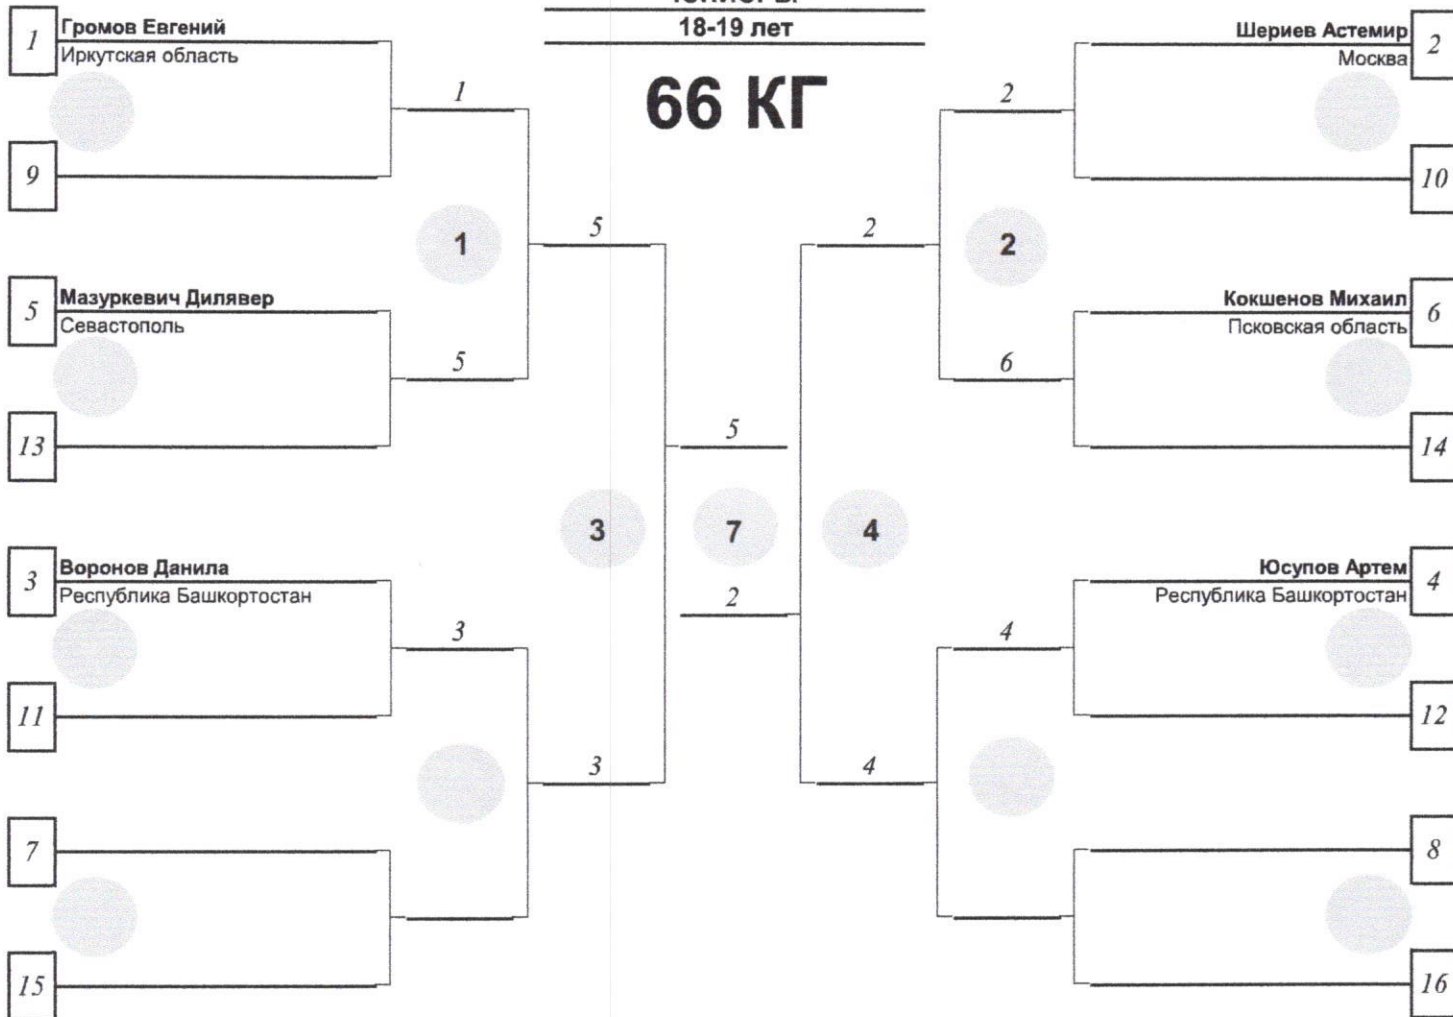 18-19 лет
66 КГ
1
Громов Евгений
Иркутская область
1
9
1
5
5
Мазуркевич Дилявер
Севастополь
5
13
5
3
7
4
2
3
Воронов Данила
Республика Башкортостан
3
11
3
7
15
Шериев Астемир
Москва
2
2
10
2
2
Кокшенов Михаил
Псковская область
6
6
14
Юсупов Артем
Республика Башкортостан
4
4
12
4
8
16